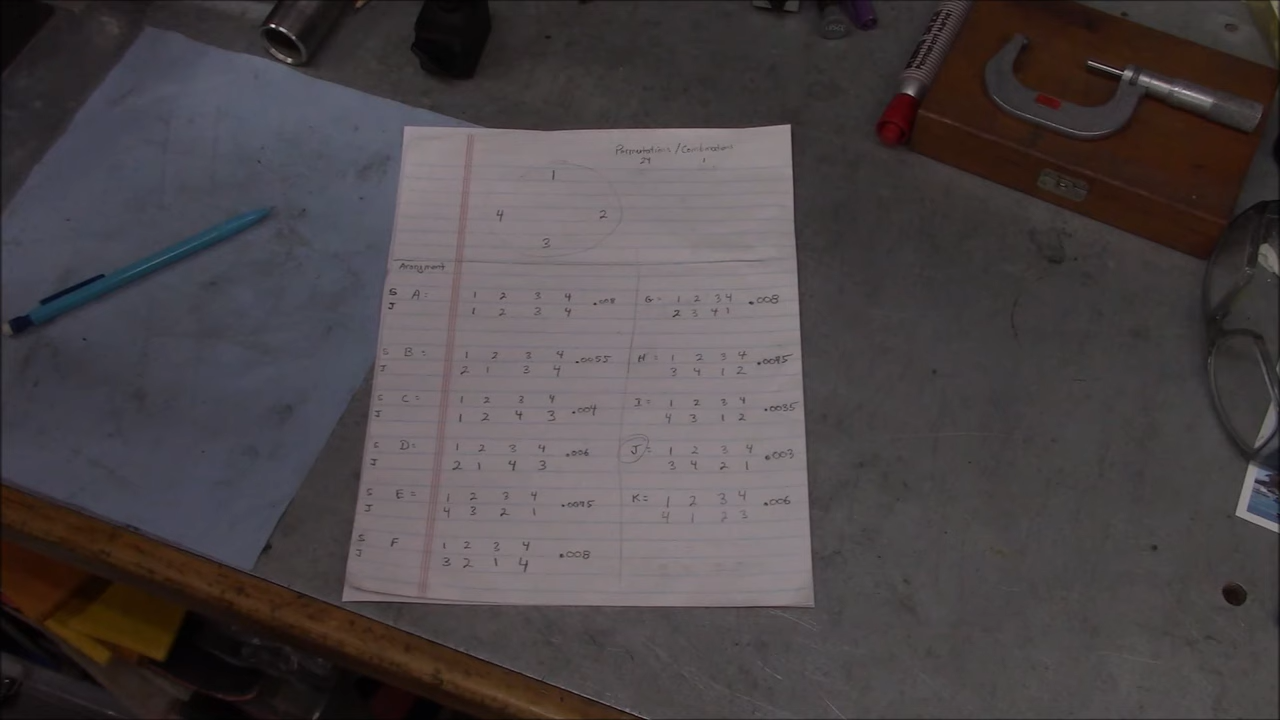 Permutations / Combinations
24 1
1
4 2
3
Arrangment
S A: 1 2 3 4
J 1 2 3 4
S B = 1 2 3 4 .0055
J 2 1 3 4
S C = 1 2 3 4 .004
J 1 2 4 3
S D: 1 2 3 4 .006
J 2 1 4 3
S E = 1 2 3 4
J 4 3 2 1
S F 1 2 3 4 .008
J 3 2 1 4
G = 1 2 3 4 .008
2 3 4 1
H = 1 2 3 4
3 4 1 2
I = 1 2 3 4 .0035
4 3 1 2
J = 1 2 3 4 .003
3 4 2 1
K = 1 2 3 4 .006
4 1 2 3